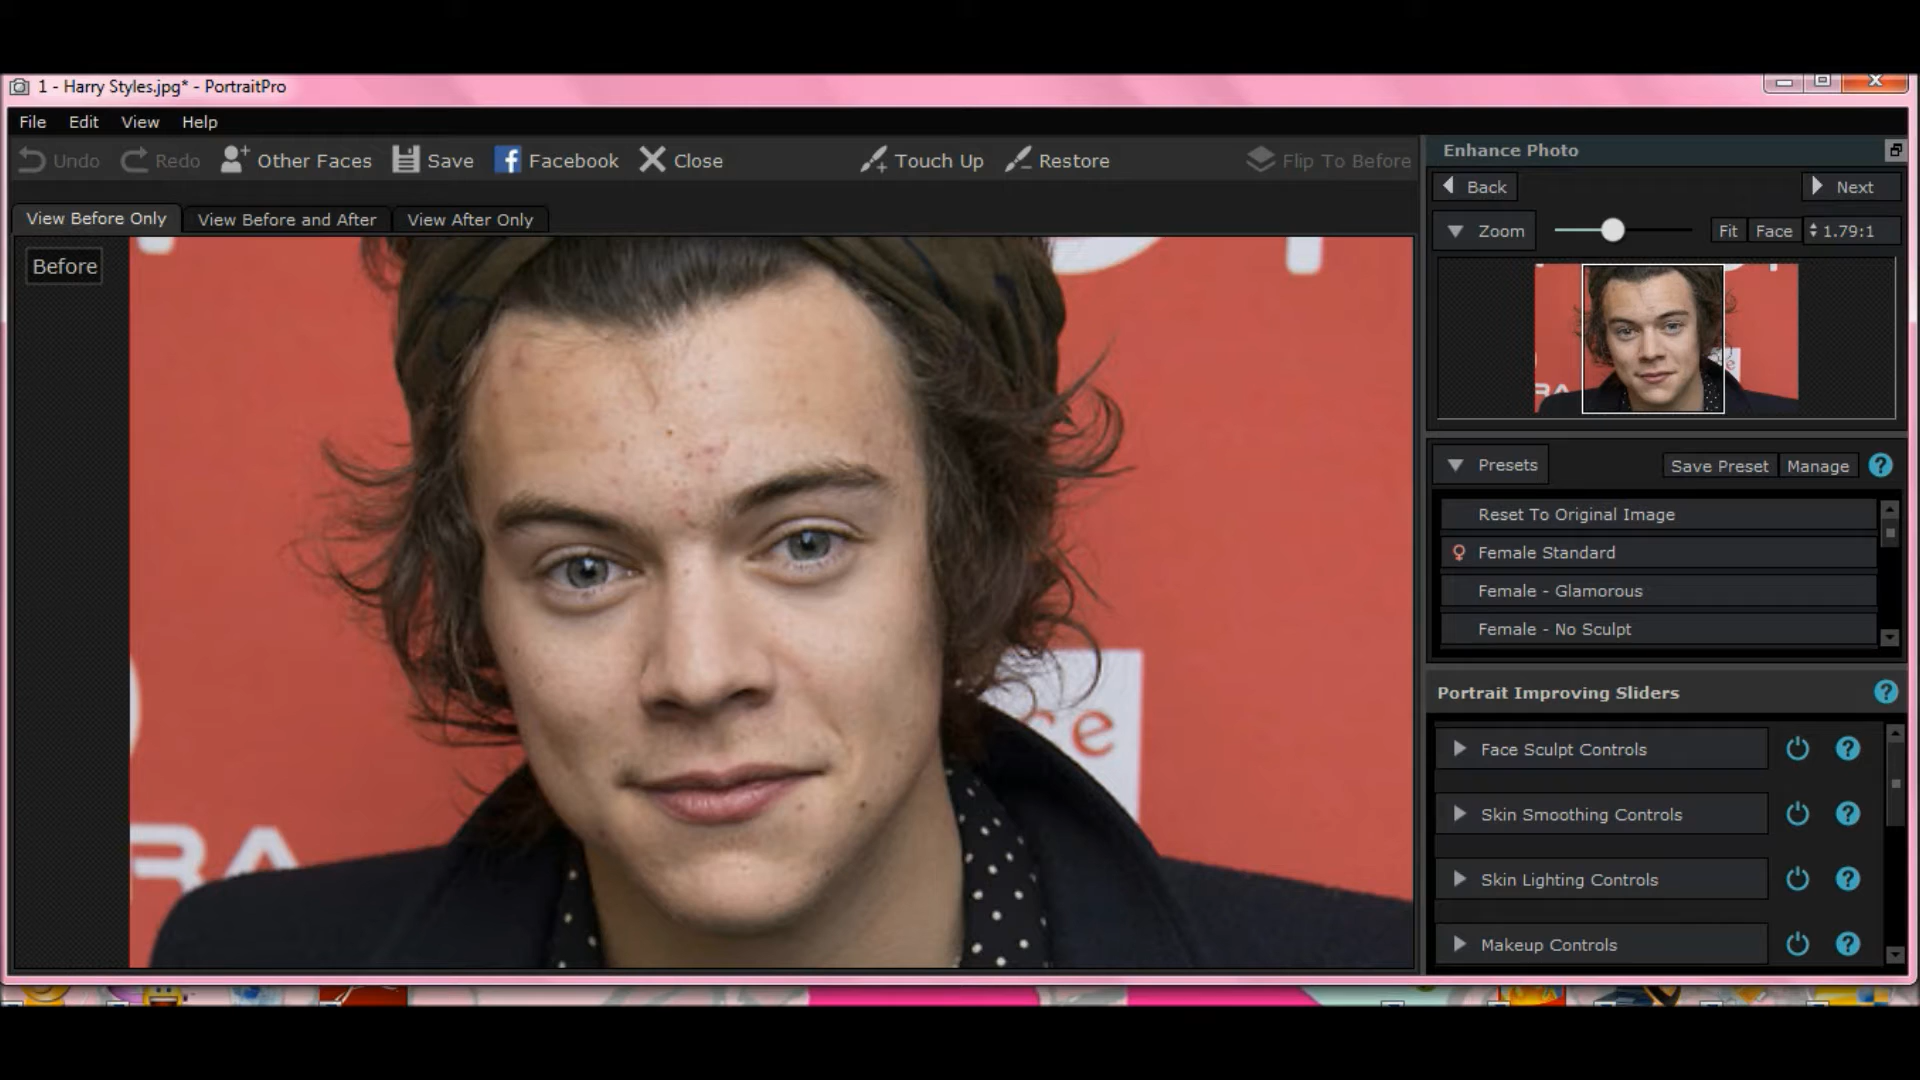 1 - Harry Styles.jpg* - PortraitPro
File Edit View Help
Undo Redo Other Faces Save Facebook Close Touch Up Restore Flip To Before
View Before Only View Before and After View After Only
Before
RA
ce
Enhance Photo
Back Next
Zoom Fit Face 1.79:1
RA
Presets Save Preset Manage ?
Reset To Original Image
Female Standard
Female - Glamorous
Female - No Sculpt
Portrait Improving Sliders ?
Face Sculpt Controls ?
Skin Smoothing Controls ?
Skin Lighting Controls ?
Makeup Controls ?